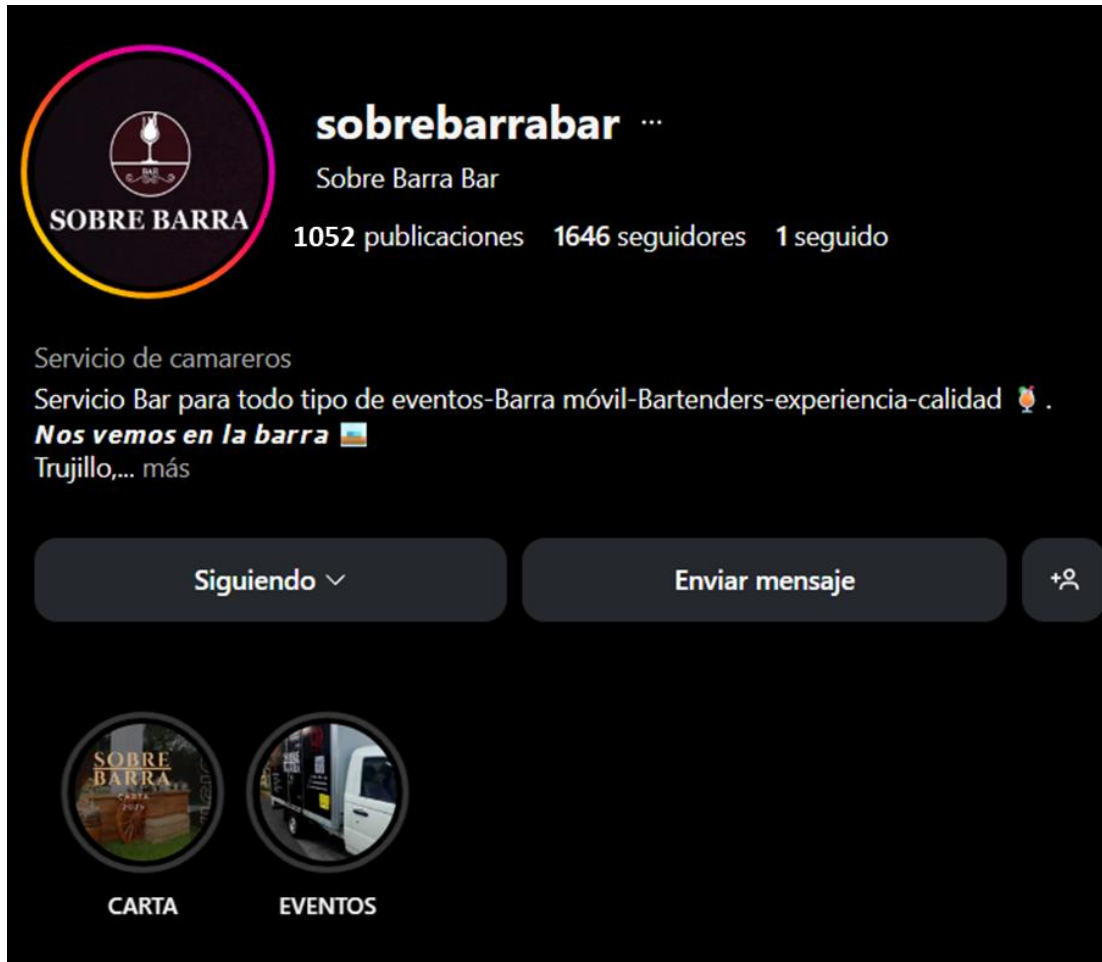 BAR
SOBRE BARRA
sobrebarrabar ...
Sobre Barra Bar
1052 publicaciones 1646 seguidores 1 seguido
Servicio de camareros
Servicio Bar para todo tipo de eventos-Barra móvil-Bartenders-experiencia-calidad 🍹 .
Nos vemos en la barra 🖼️
Trujillo,... más
Siguiendo
Enviar mensaje
SOBRE
BARRA
CARTA
CARTA
EVENTOS